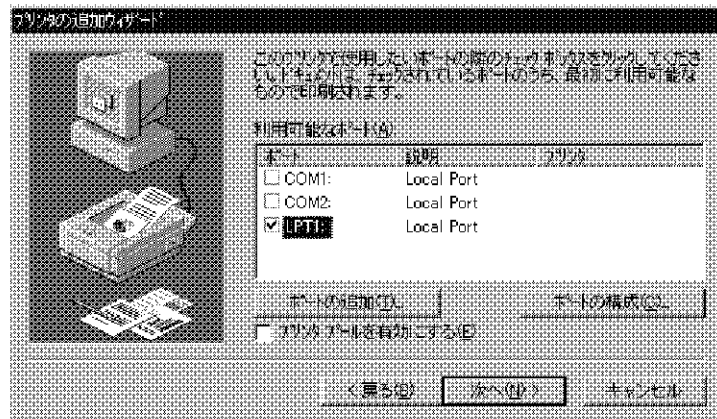 プリンタの追加ウィザード
このプリンタで使用したいポートの隣のチェック ボックスをクリックしてくださ
い。ドキュメントは、チェックされているポートのうち、最初に利用可能な
もので印刷されます。
利用可能なポート(A):
ポート 説明 プリンタ
COM1: Local Port
COM2: Local Port
LPT1: Local Port
ポートの追加(T)... ポートの構成(C)...
プリンタ プールを有効にする(E)
< 戻る(B) 次へ(N) > キャンセル